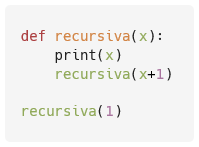 def recursiva(x):
    print(x)
    recursiva(x+1)

recursiva(1)